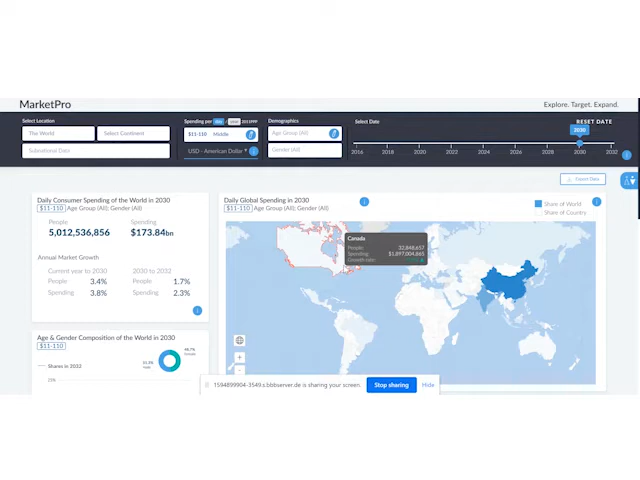 MarketPro
Explore. Target. Expand.
Select Location
Spending per day / year 2011PPP
Demographics
Select Date
RESET DATE
The World
Select Continent
$11-110 Middle
Age Group (All)
2030
Subnational Data
USD - American Dollar
Gender (All)
2016 2018 2020 2022 2024 2026 2028 2030 2032
Export Data
Daily Consumer Spending of the World in 2030
$11-110 Age Group (All); Gender (All)
People
Spending
5,012,536,856
$173.84bn
Annual Market Growth
Current year to 2030
2030 to 2032
People 3.4%
People 1.7%
Spending 3.8%
Spending 2.3%
Daily Global Spending in 2030
$11-110 Age Group (All); Gender (All)
Share of World
Share of Country
Canada
People: 32,848,657
Spending: $1,897,004,865
Growth rate:
Age & Gender Composition of the World in 2030
$11-110
Shares in 2032
1594899904-3549.s.bbbserver.de is sharing your screen.
Stop sharing
Hide